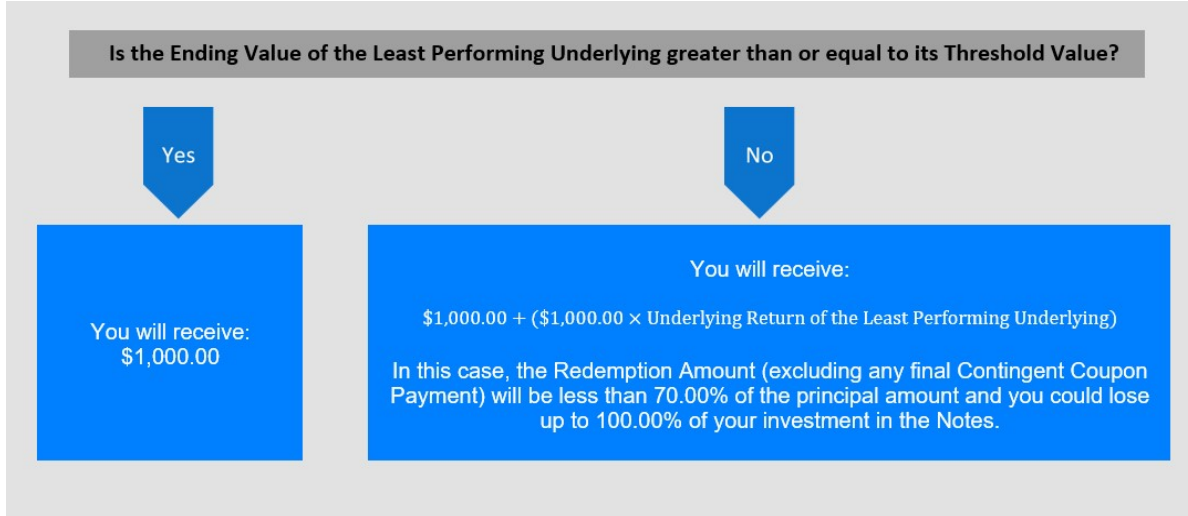 Is the Ending Value of the Least Performing Underlying greater than or equal to its Threshold Value?
Yes
No
You will receive:
$1,000.00
You will receive:
$1,000.00 + ($1,000.00 × Underlying Return of the Least Performing Underlying)
In this case, the Redemption Amount (excluding any final Contingent Coupon
Payment) will be less than 70.00% of the principal amount and you could lose
up to 100.00% of your investment in the Notes.